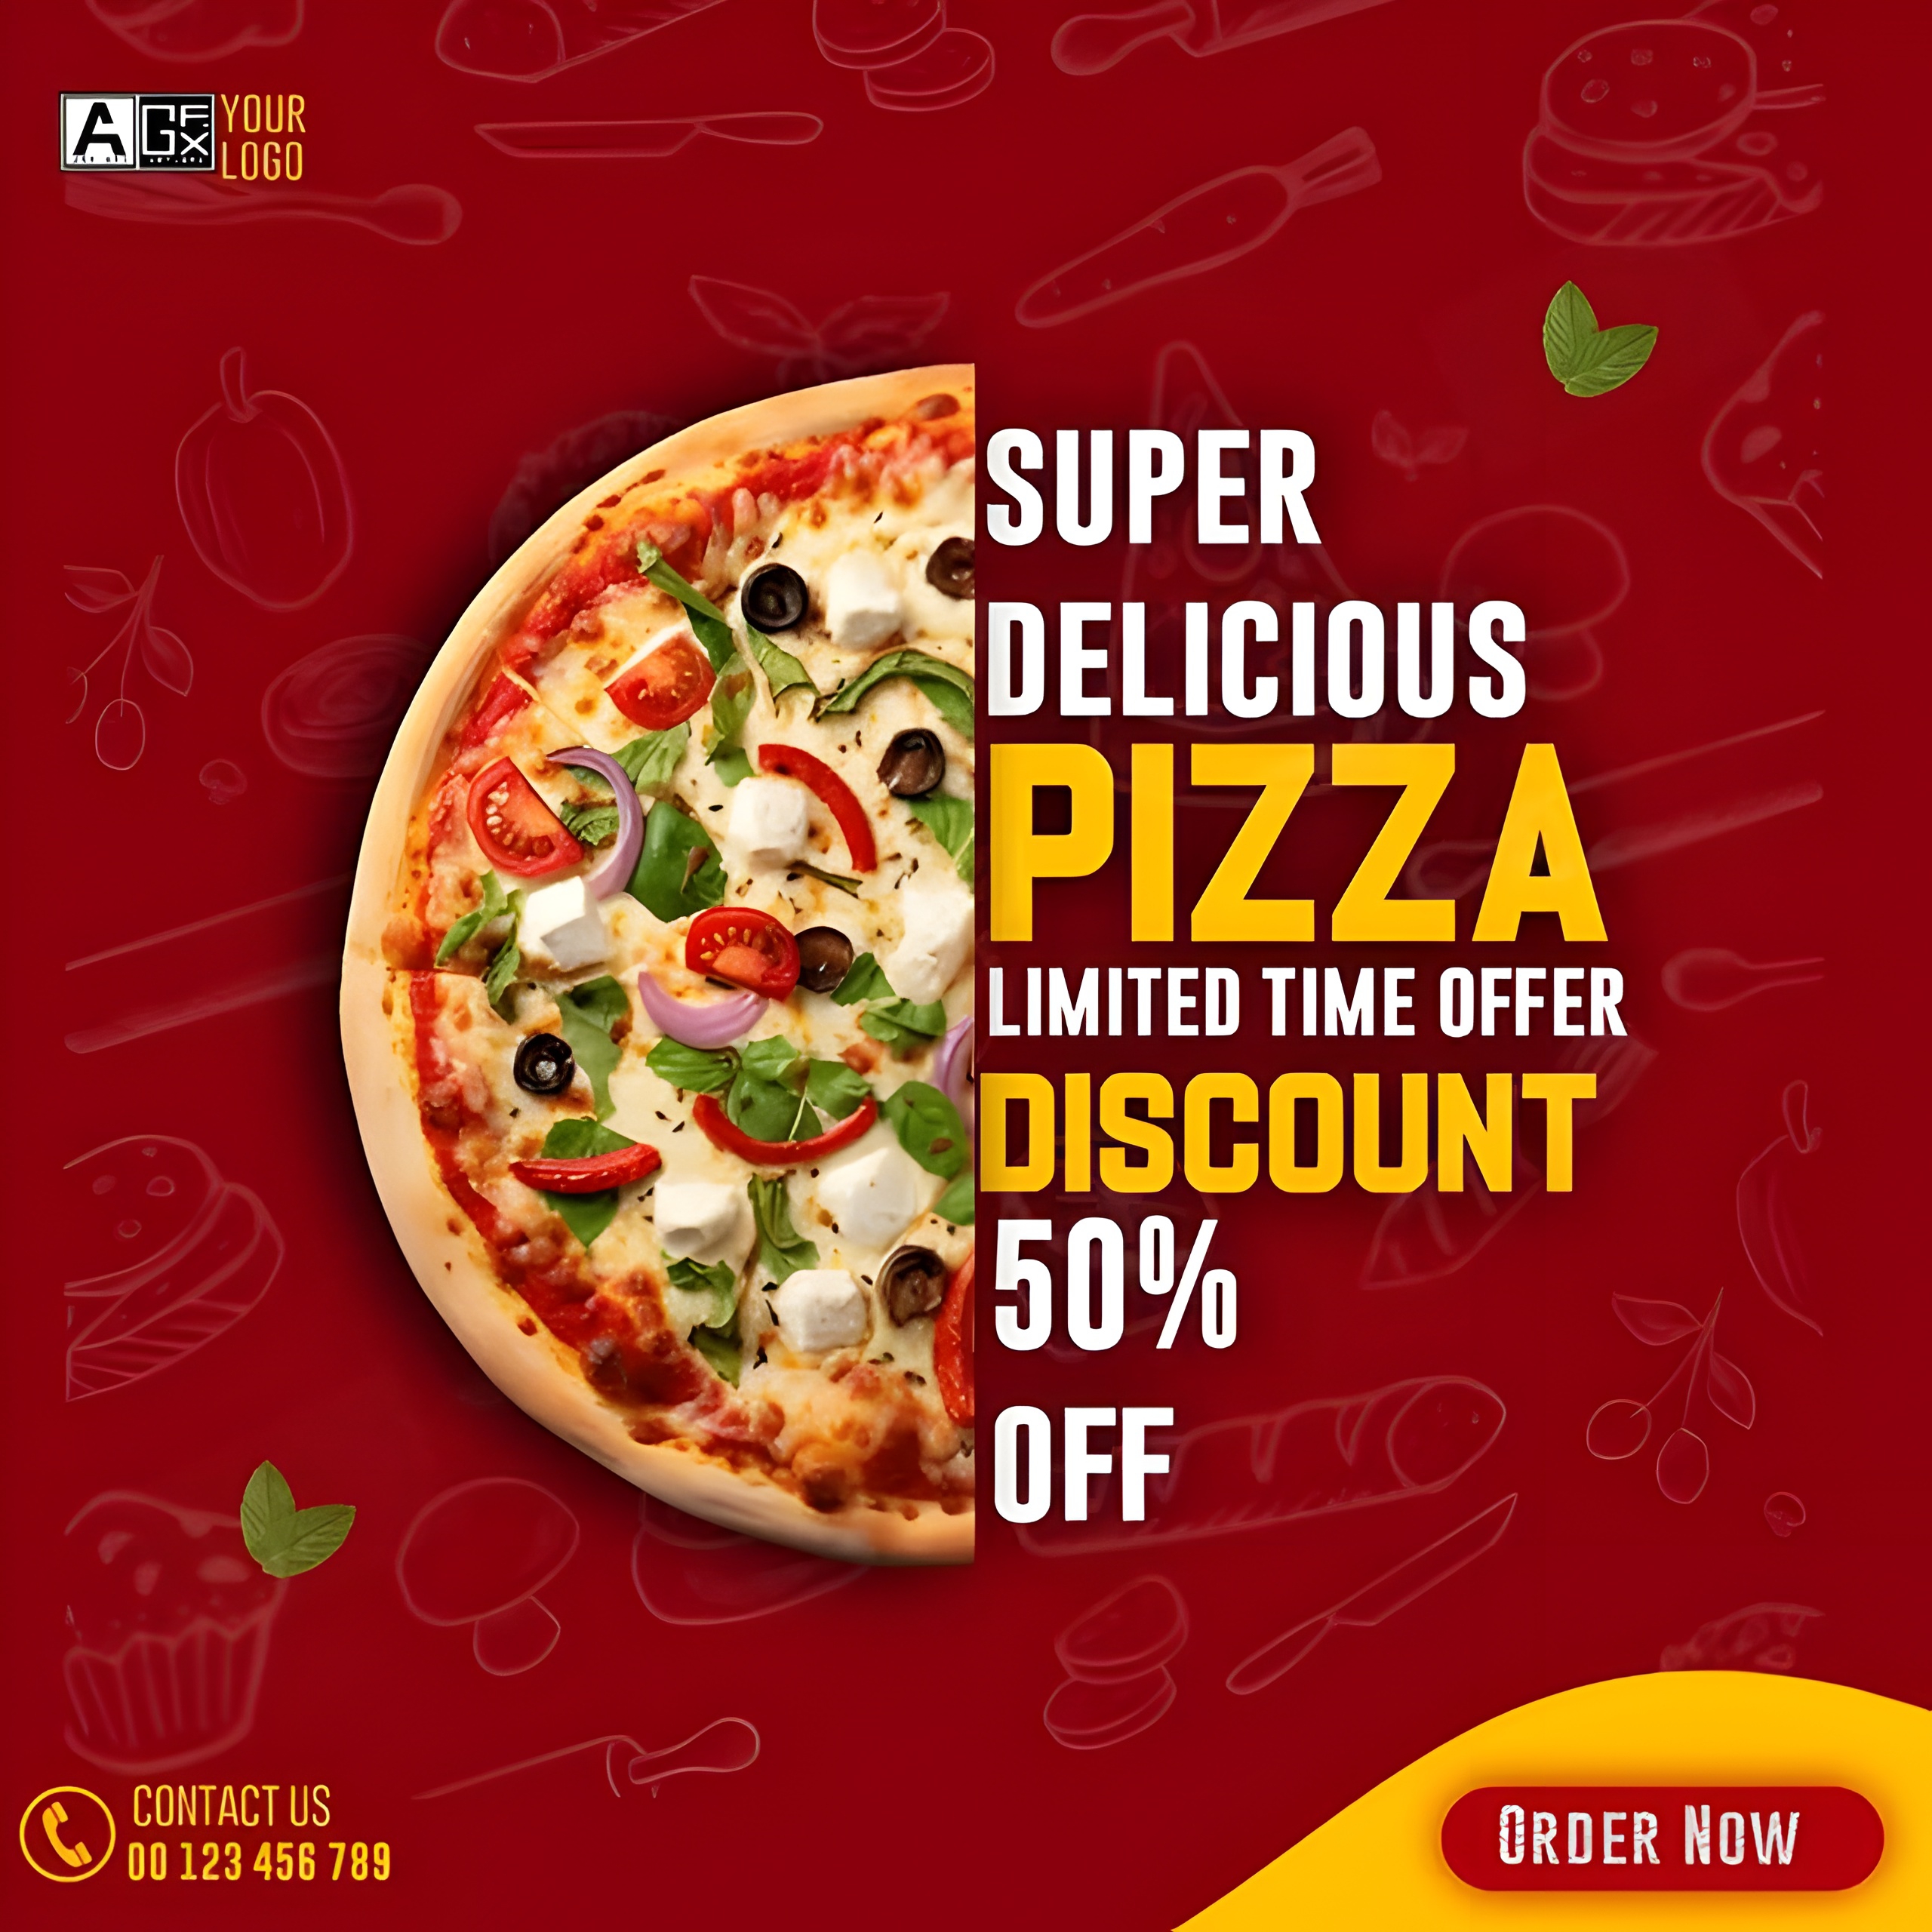 AGFX
YOUR
LOGO
SUPER
DELICIOUS
PIZZA
LIMITED TIME OFFER
DISCOUNT
50%
OFF
CONTACT US
00 123 456 789
ORDER NOW